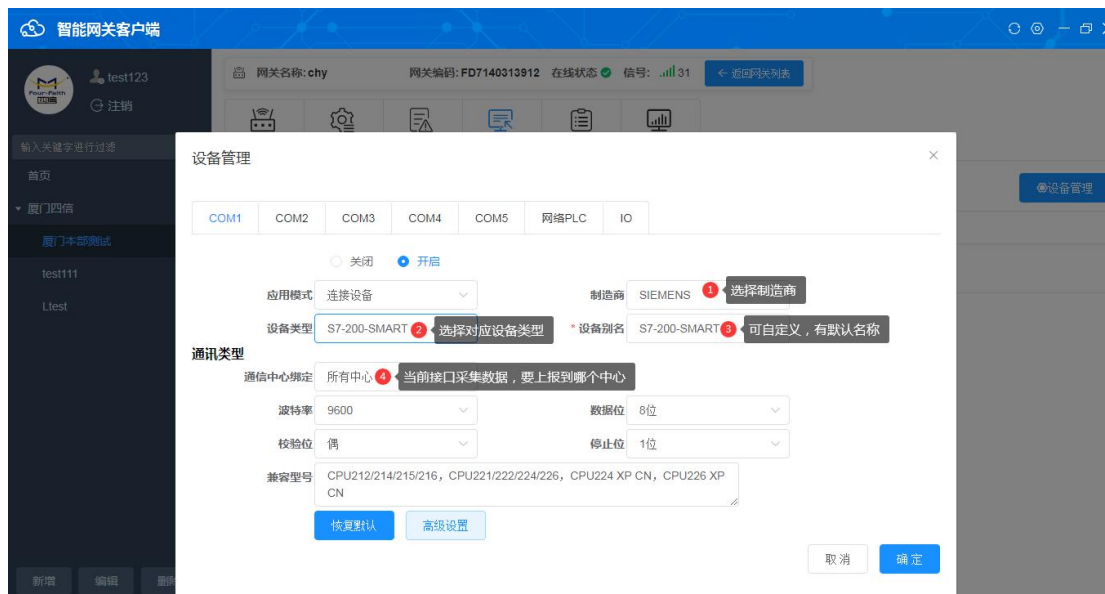 智能网关客户端
test123
注销
Four-Faith
四信
网关名称: chy 网关编码: FD7140313912 在线状态 信号: 31 ← 返回网关列表
输入关键字进行过滤
首页
厦门四信
厦门本部测试
test111
Ltest
新增 编辑 删除
设备管理
设备管理
COM1 COM2 COM3 COM4 COM5 网络PLC IO
关闭 开启
应用模式 连接设备 制造商 SIEMENS 1 选择制造商
设备类型 S7-200-SMART 2 选择对应设备类型 * 设备别名 S7-200-SMART 3 可自定义，有默认名称
通讯类型
通信中心绑定 所有中心 4 当前接口采集数据，要上报到哪个中心
波特率 9600 数据位 8位
校验位 偶 停止位 1位
兼容型号 CPU212/214/215/216，CPU221/222/224/226，CPU224 XP CN，CPU226 XP
CN
恢复默认 高级设置
取消 确定